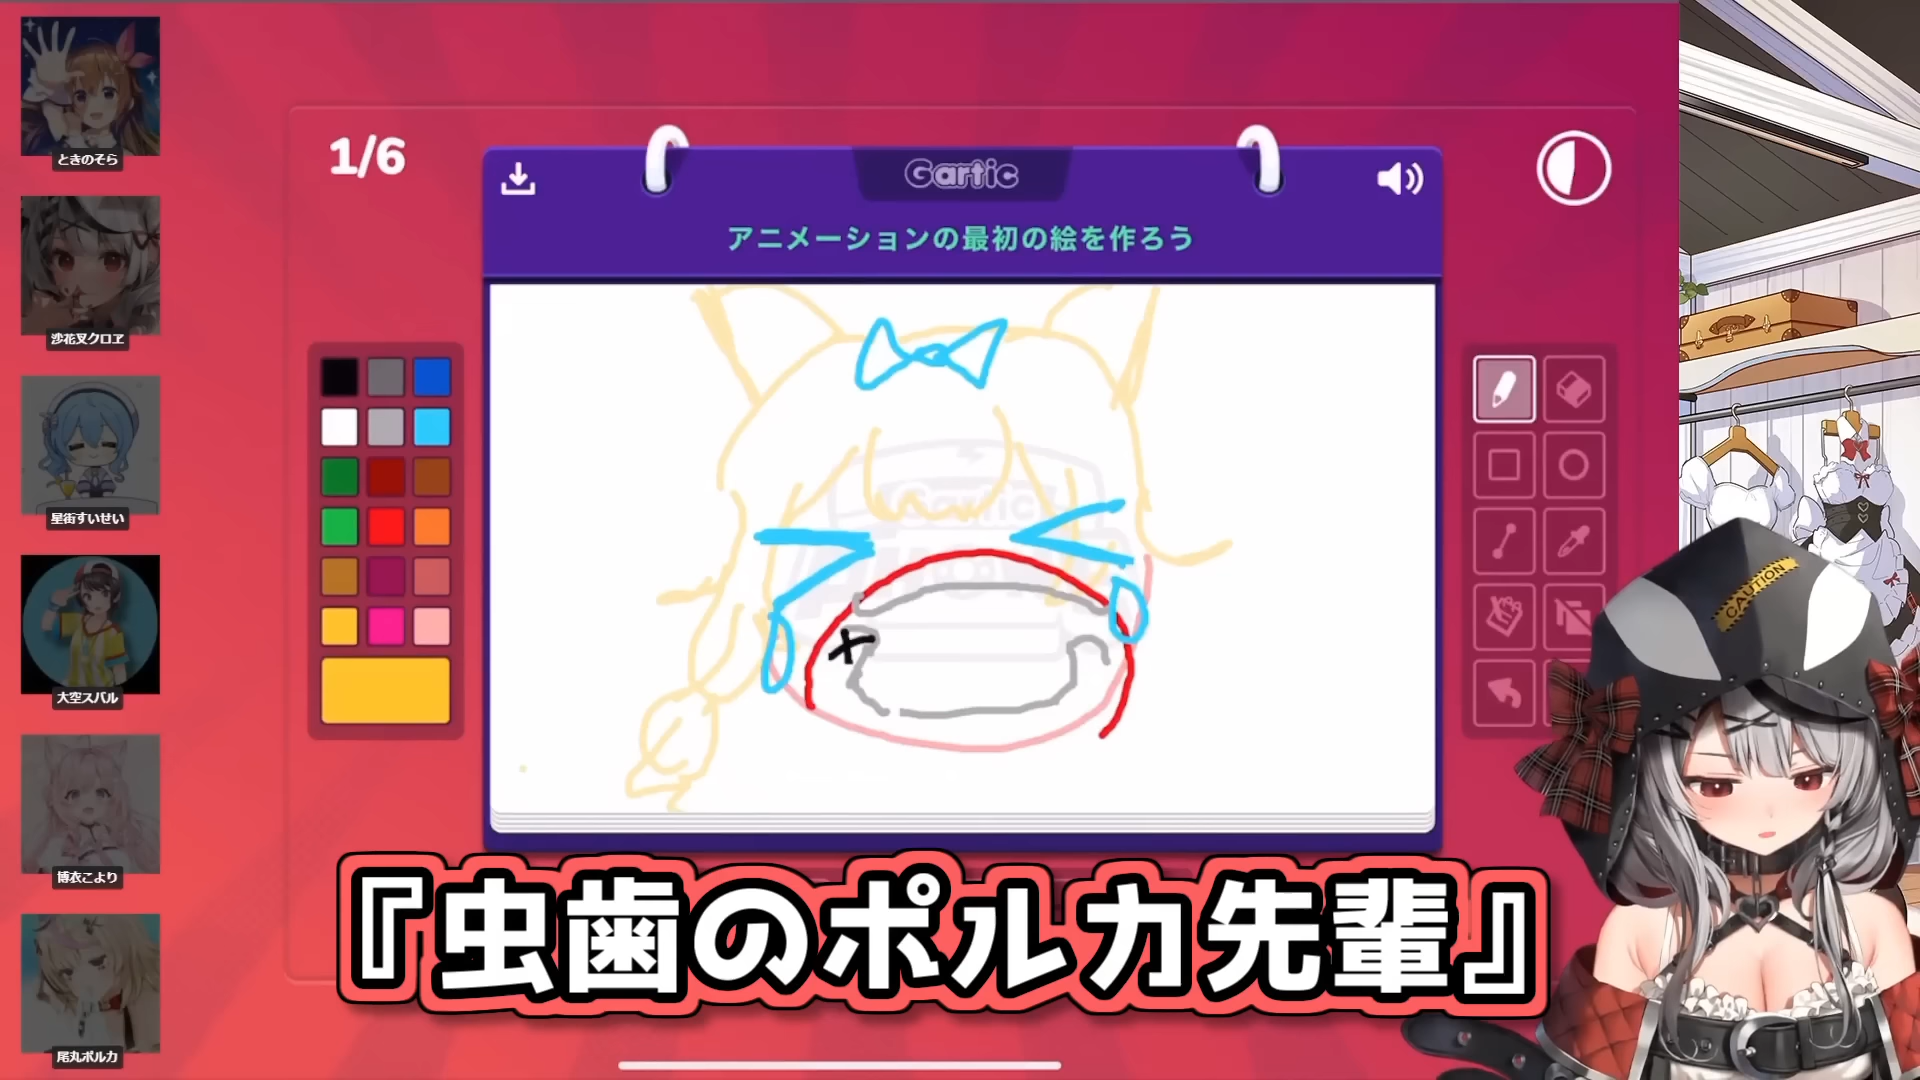 ときのそら
沙花叉クロヱ
星街すいせい
大空スバル
博衣こより
尾丸ポルカ
1/6
Gartic
アニメーションの最初の絵を作ろう
Gartic
CAUTION
『虫歯のポルカ先輩』